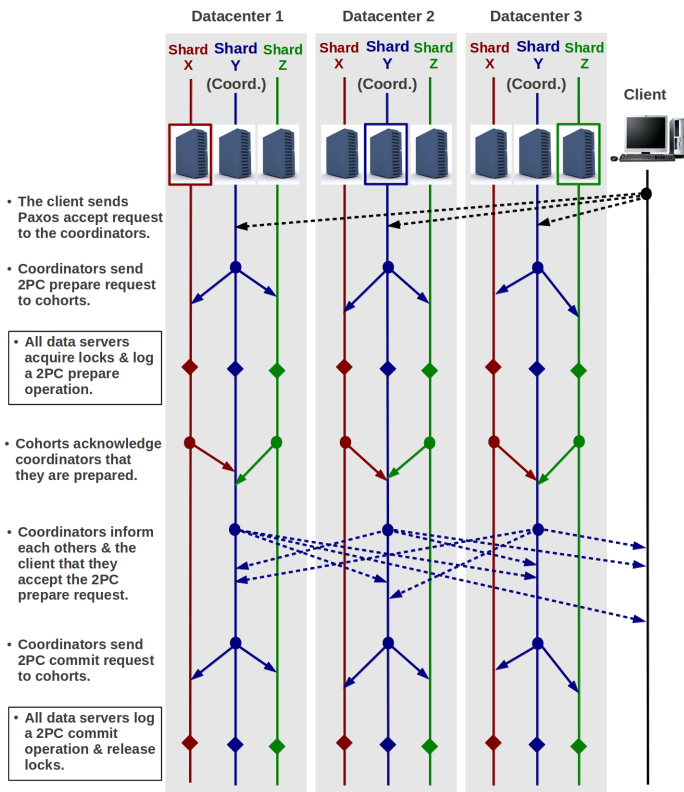 Datacenter 1 Datacenter 2 Datacenter 3
Shard Shard Shard Shard Shard Shard Shard Shard Shard
X Y Z X Y Z X Y Z
(Coord.) (Coord.) (Coord.)
Client
• The client sends
Paxos accept request
to the coordinators.
• Coordinators send
2PC prepare request
to cohorts.
• All data servers
acquire locks & log
a 2PC prepare
operation.
• Cohorts acknowledge
coordinators that
they are prepared.
• Coordinators inform
each others & the
client that they
accept the 2PC
prepare request.
• Coordinators send
2PC commit request
to cohorts.
• All data servers log
a 2PC commit
operation & release
locks.